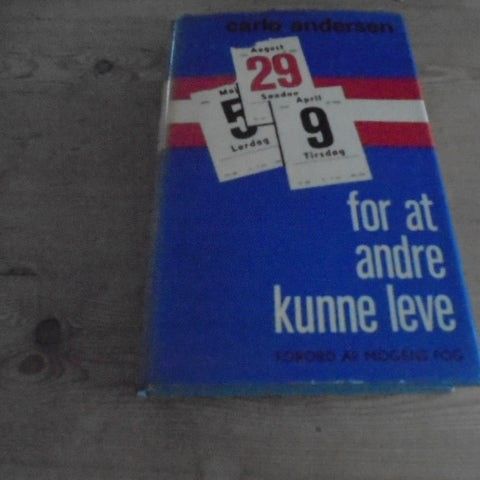 carlo andersen
August
29
Søndag
Maj
5
Lørdag
April
9
Tirsdag
for at
andre
kunne leve
FORORD AF MOGENS FOG